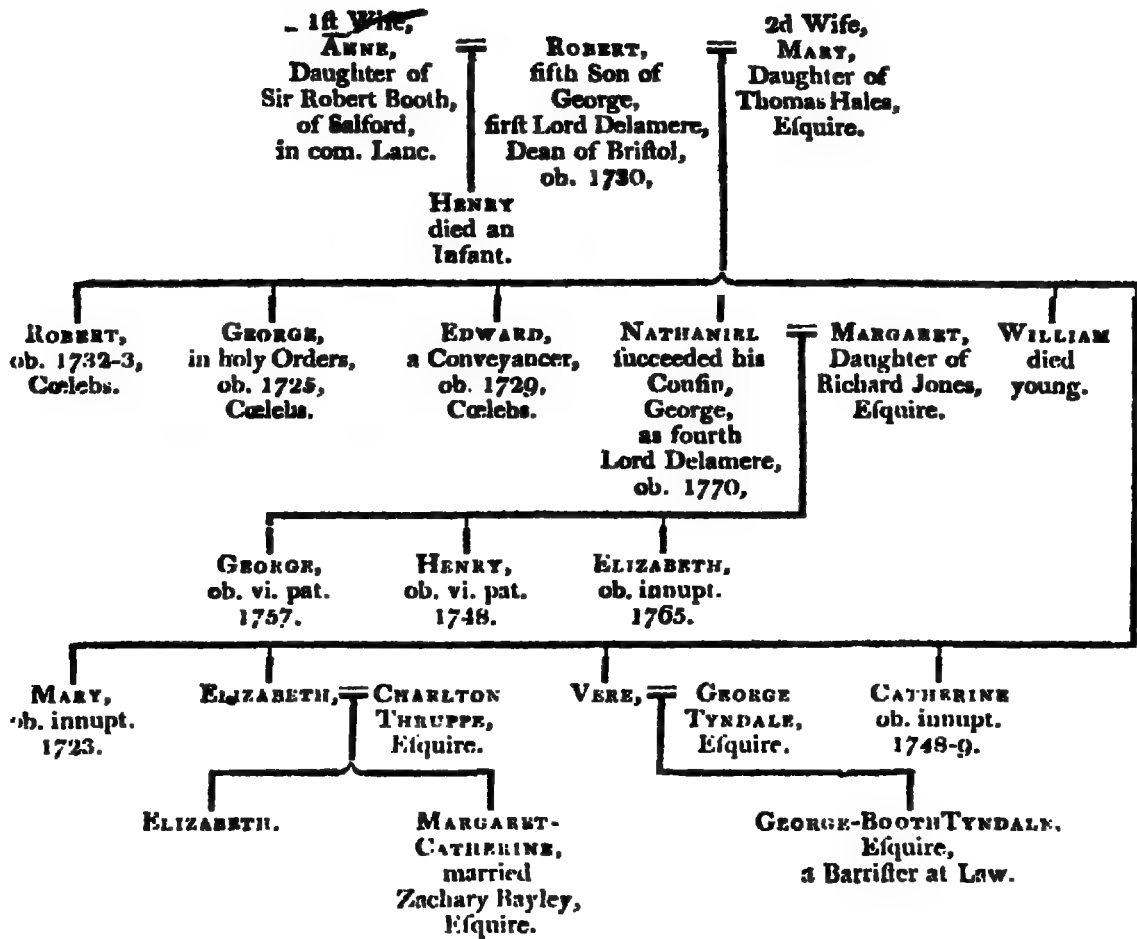 1ſt Wife,
ANNE,
Daughter of
Sir Robert Booth,
of Salford,
in com. Lanc.
ROBERT,
fifth Son of
George,
firſt Lord Delamere,
Dean of Briſtol,
ob. 1730,
2d Wife,
MARY,
Daughter of
Thomas Hales,
Eſquire.
HENRY
died an
Infant.
ROBERT,
ob. 1732-3,
Cœlebs.
GEORGE,
in holy Orders,
ob. 1725,
Cœlebs.
EDWARD,
a Conveyancer,
ob. 1729,
Cœlebs.
NATHANIEL
ſucceeded his
Couſin,
George,
as fourth
Lord Delamere,
ob. 1770,
MARGARET,
Daughter of
Richard Jones,
Eſquire.
WILLIAM
died
young.
GEORGE,
ob. vi. pat.
1757.
HENRY,
ob. vi. pat.
1748.
ELIZABETH,
ob. innupt.
1765.
MARY,
ob. innupt.
1723.
ELIZABETH,
CHARLTON
THRUPPE,
Eſquire.
VERE,
GEORGE
TYNDALE,
Eſquire.
CATHERINE
ob. innupt.
1748-9.
ELIZABETH.
MARGARET-
CATHERINE,
married
Zachary Bayley,
Eſquire.
GEORGE-BOOTH TYNDALE,
Eſquire,
a Barriſter at Law.